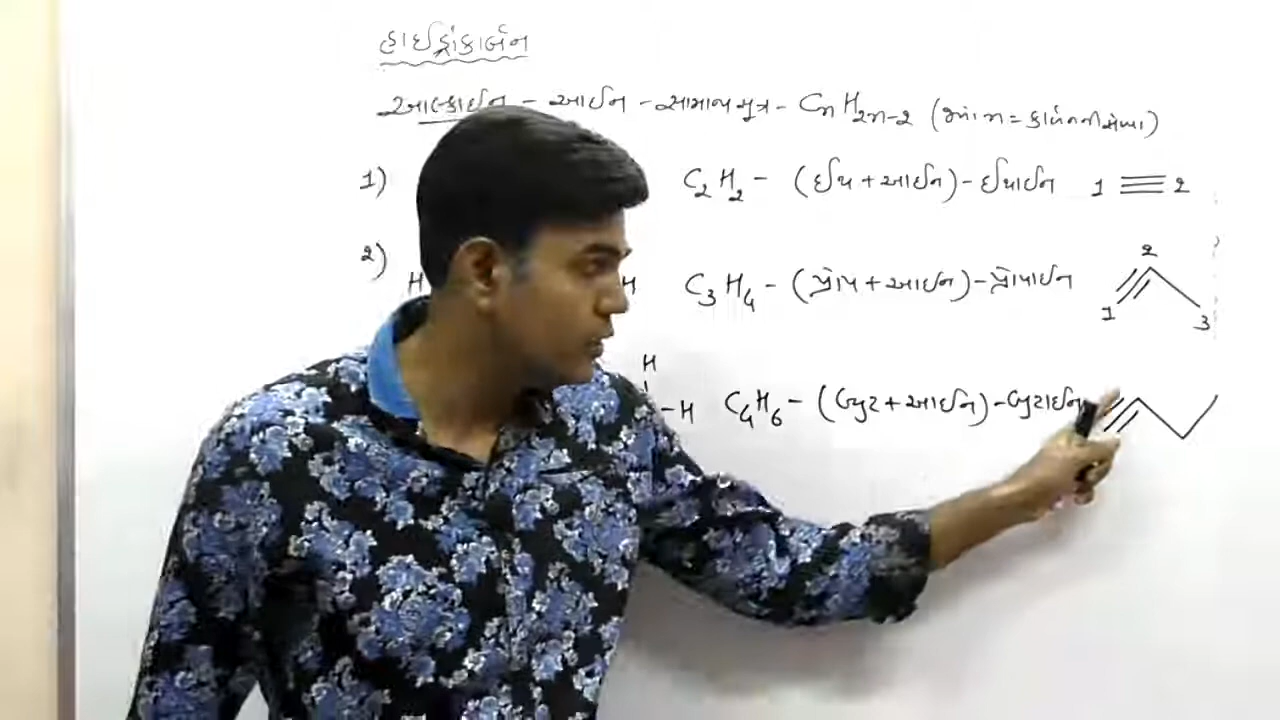 હાઈડ્રોકાર્બન
આલ્કાઈન - આઈન - સામાન્ય સુત્ર - CnH2n-2 (જ્યાં n = કાર્બનની સંખ્યા)
1) C2H2 - (ઈથ + આઈન) - ઈથાઈન 1 2
2) H H C3H4 - (પ્રોપ + આઈન) - પ્રોપાઈન 1 2 3
H
-H C4H6 - (બ્યુટ + આઈન) - બ્યુટાઈન